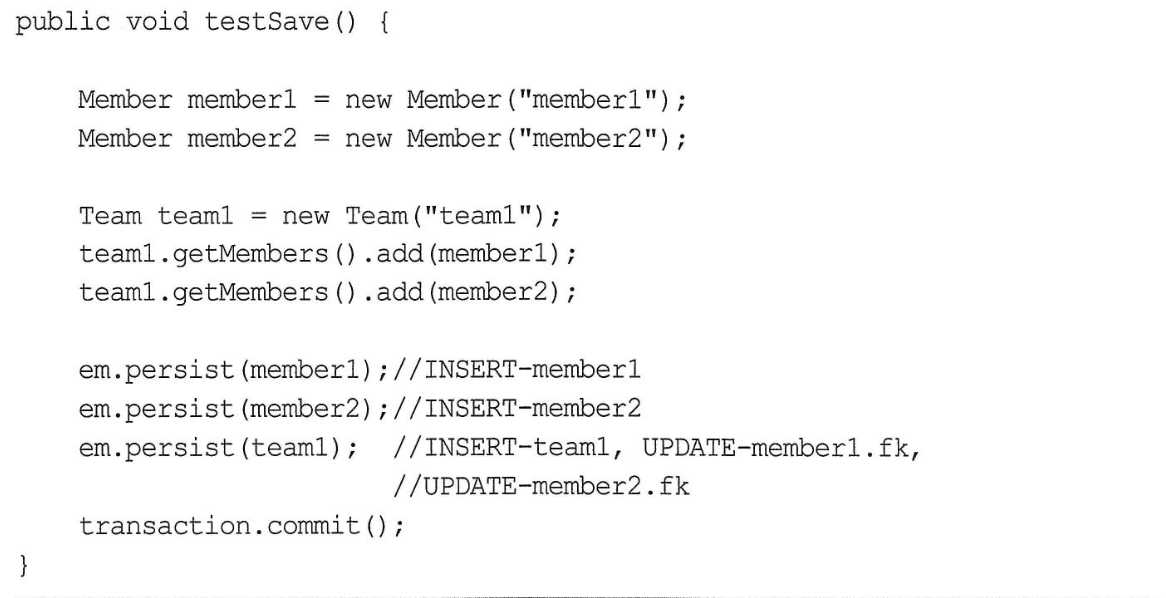 public void testSave() {
Member member1 = new Member("member1");
Member member2 = new Member("member2");
Team team1 = new Team("team1");
team1.getMembers().add(member1);
team1.getMembers().add(member2);
em.persist(member1);//INSERT-member1
em.persist(member2);//INSERT-member2
em.persist(team1);  //INSERT-team1, UPDATE-member1.fk,
//UPDATE-member2.fk
transaction.commit();
}